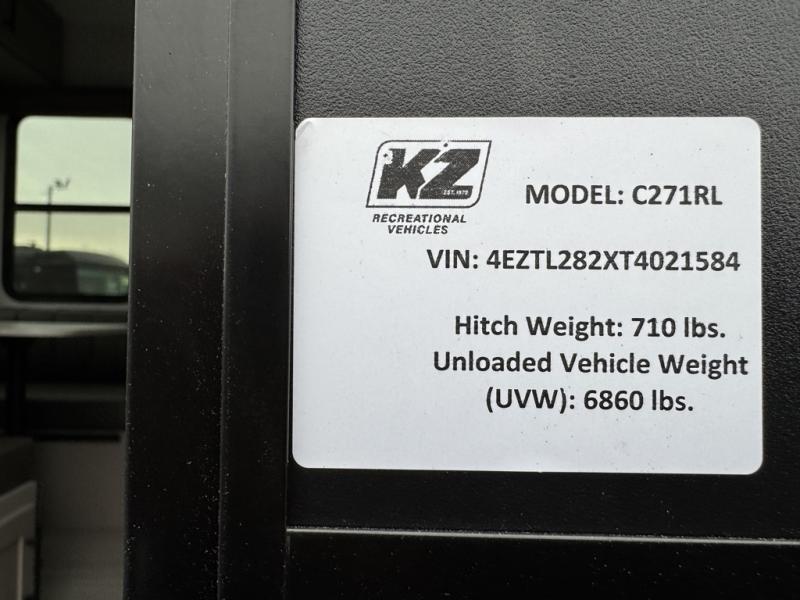 KZ
EST. 1972
RECREATIONAL
VEHICLES
MODEL: C271RL
VIN: 4EZTL282XT4021584
Hitch Weight: 710 lbs.
Unloaded Vehicle Weight
(UVW): 6860 lbs.